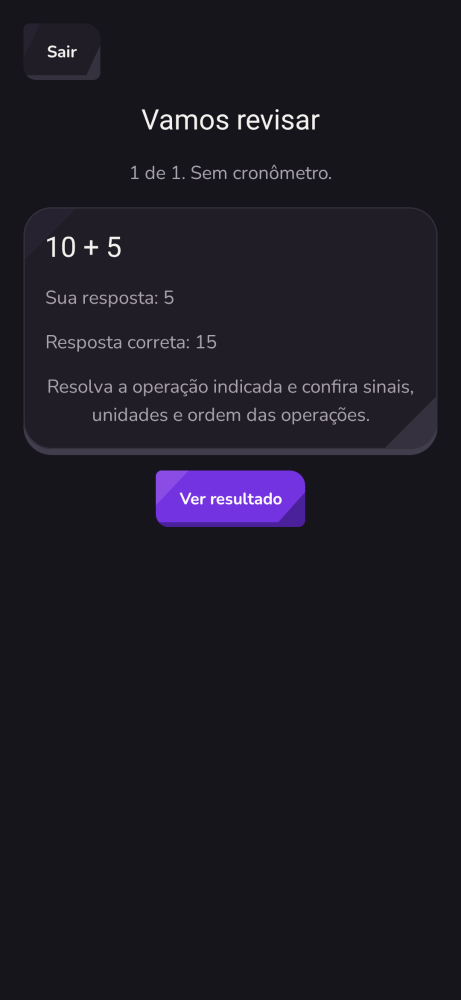 Sair
Vamos revisar
1 de 1. Sem cronômetro.
10 + 5
Sua resposta: 5
Resposta correta: 15
Resolva a operação indicada e confira sinais,
unidades e ordem das operações.
Ver resultado